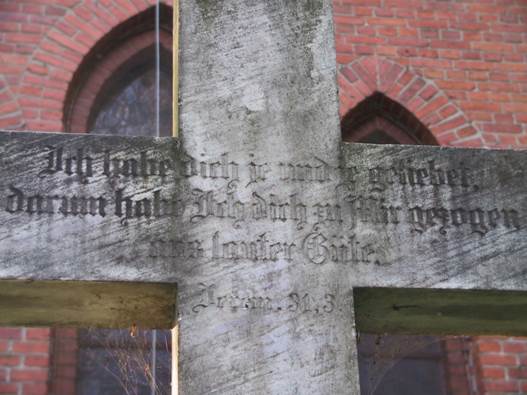 Ich habe dich je und je geliebet,
darum habe Ich dich zu Mir gezogen
aus lauter Güte.
Jerem. 31,3